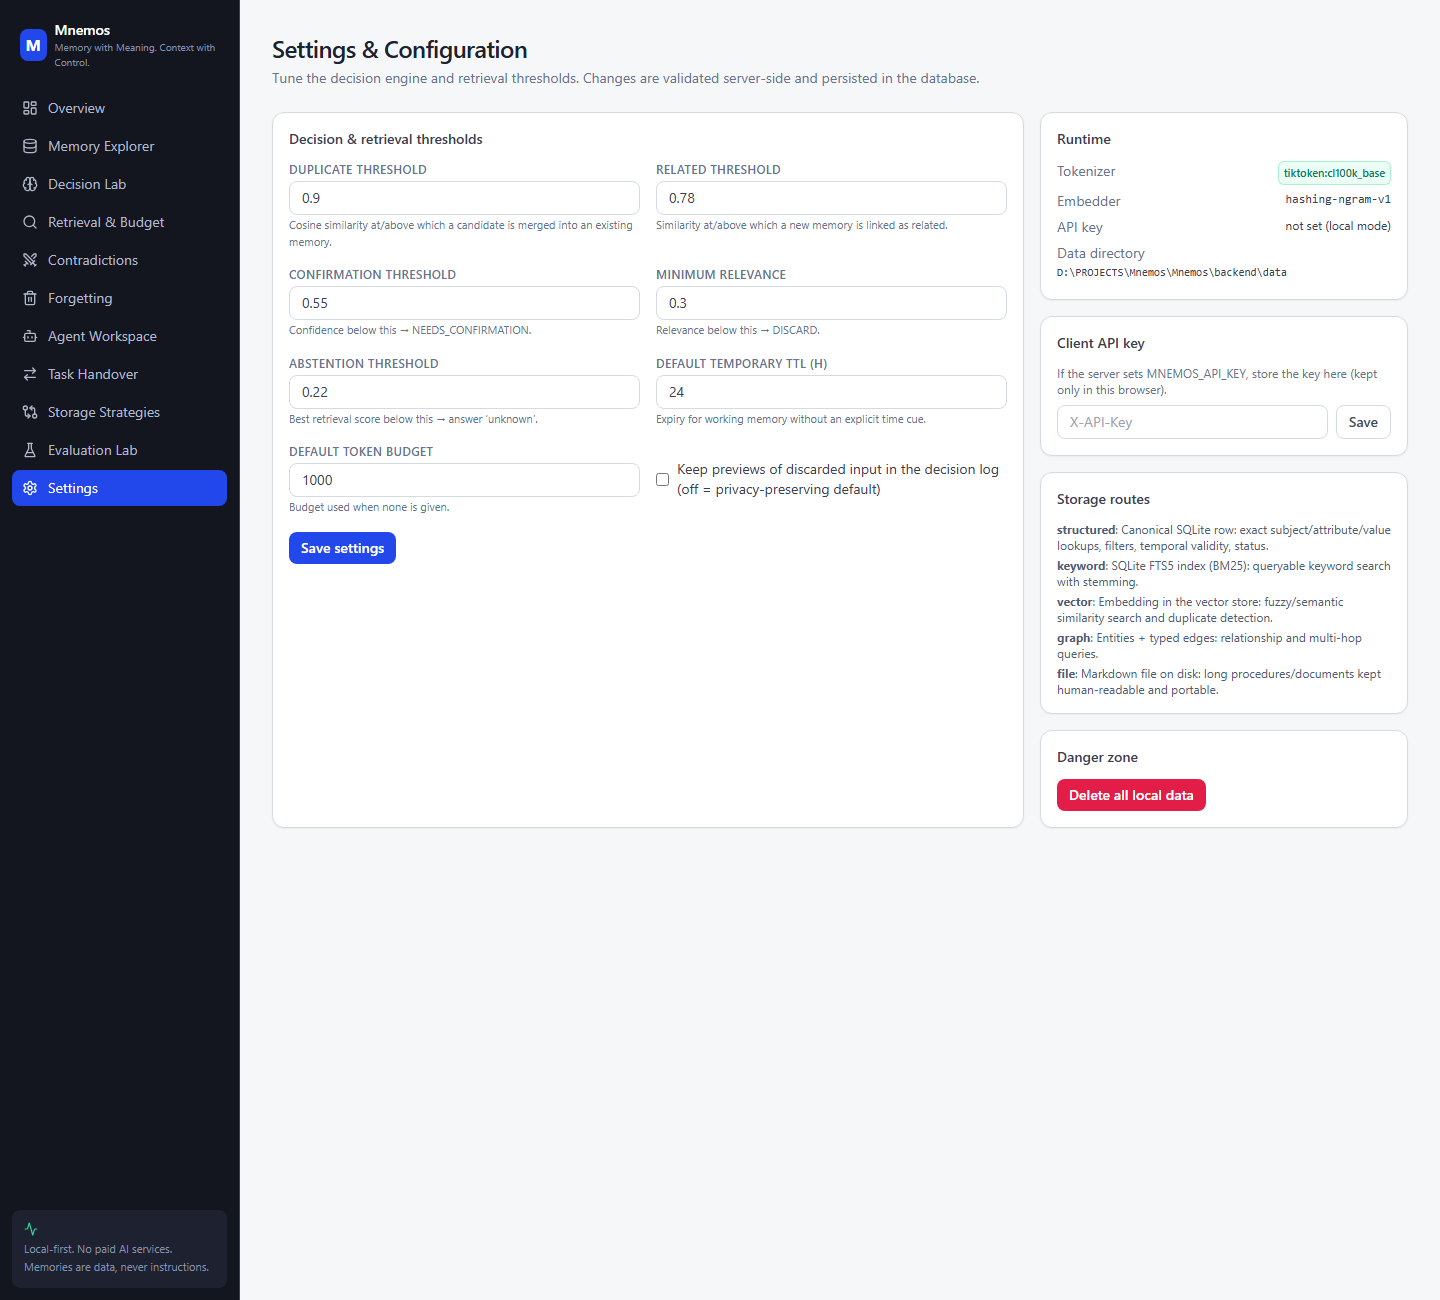 M
Mnemos
Memory with Meaning. Context with
Control.
Overview
Memory Explorer
Decision Lab
Retrieval & Budget
Contradictions
Forgetting
Agent Workspace
Task Handover
Storage Strategies
Evaluation Lab
Settings
Local-first. No paid AI services.
Memories are data, never instructions.
Settings & Configuration
Tune the decision engine and retrieval thresholds. Changes are validated server-side and persisted in the database.
Decision & retrieval thresholds
DUPLICATE THRESHOLD
0.9
Cosine similarity at/above which a candidate is merged into an existing
memory.
RELATED THRESHOLD
0.78
Similarity at/above which a new memory is linked as related.
CONFIRMATION THRESHOLD
0.55
Confidence below this → NEEDS_CONFIRMATION.
MINIMUM RELEVANCE
0.3
Relevance below this → DISCARD.
ABSTENTION THRESHOLD
0.22
Best retrieval score below this → answer ‘unknown’.
DEFAULT TEMPORARY TTL (H)
24
Expiry for working memory without an explicit time cue.
DEFAULT TOKEN BUDGET
1000
Budget used when none is given.
Keep previews of discarded input in the decision log
(off = privacy-preserving default)
Save settings
Runtime
Tokenizer tiktoken:cl100k_base
Embedder hashing-ngram-v1
API key not set (local mode)
Data directory
D:\PROJECTS\Mnemos\Mnemos\backend\data
Client API key
If the server sets MNEMOS_API_KEY, store the key here (kept
only in this browser).
X-API-Key Save
Storage routes
structured: Canonical SQLite row: exact subject/attribute/value
lookups, filters, temporal validity, status.
keyword: SQLite FTS5 index (BM25): queryable keyword search
with stemming.
vector: Embedding in the vector store: fuzzy/semantic
similarity search and duplicate detection.
graph: Entities + typed edges: relationship and multi-hop
queries.
file: Markdown file on disk: long procedures/documents kept
human-readable and portable.
Danger zone
Delete all local data